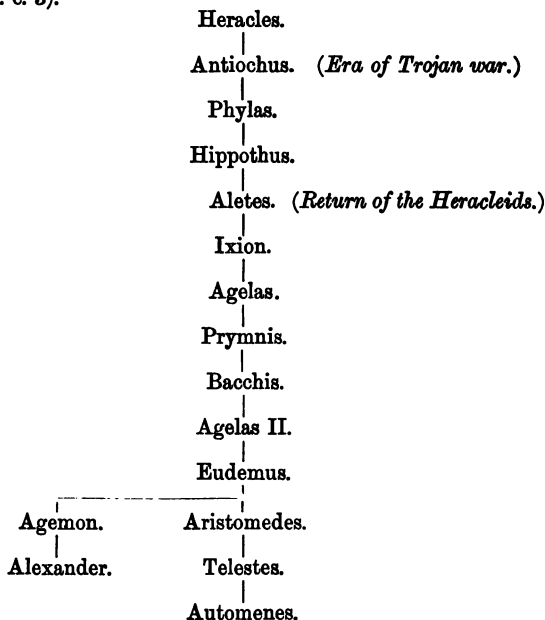 Heracles.
Antiochus. (Era of Trojan war.)
Phylas.
Hippothus.
Aletes. (Return of the Heracleids.)
Ixion.
Agelas.
Prymnis.
Bacchis.
Agelas II.
Eudemus.
Agemon. Aristomedes.
Alexander. Telestes.
Automenes.